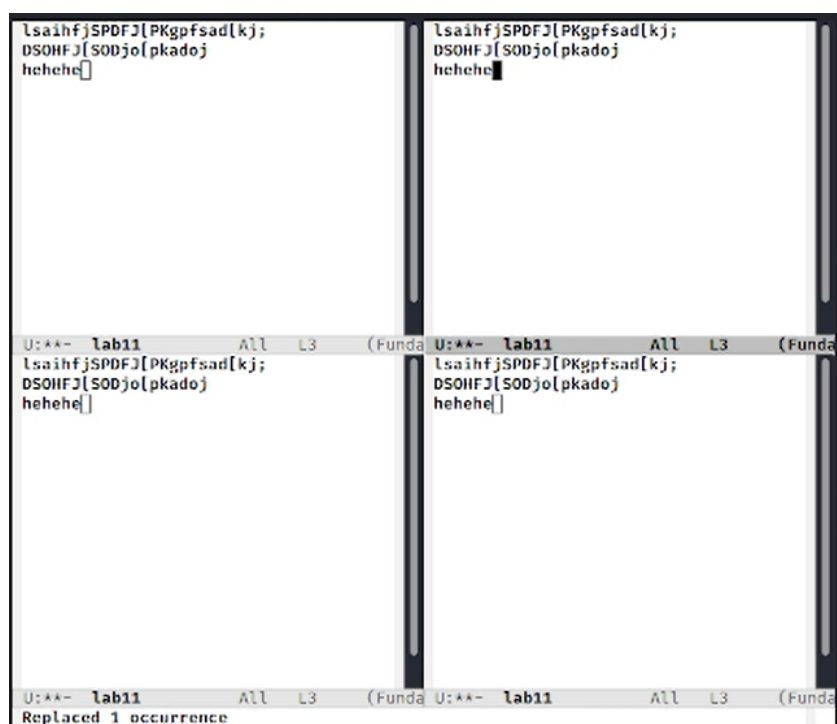 lsaihfjSPDFJ[PKgpfsad[kj;
DSOHFJ[SODjo[pkadoj
hehehe
U:**-  lab11  All  L3  (Funda
lsaihfjSPDFJ[PKgpfsad[kj;
DSOHFJ[SODjo[pkadoj
hehehe
U:**-  lab11  All  L3  (Funda
lsaihfjSPDFJ[PKgpfsad[kj;
DSOHFJ[SODjo[pkadoj
hehehe
U:**-  lab11  All  L3  (Funda
lsaihfjSPDFJ[PKgpfsad[kj;
DSOHFJ[SODjo[pkadoj
hehehe
U:**-  lab11  All  L3  (Funda
Replaced 1 occurrence